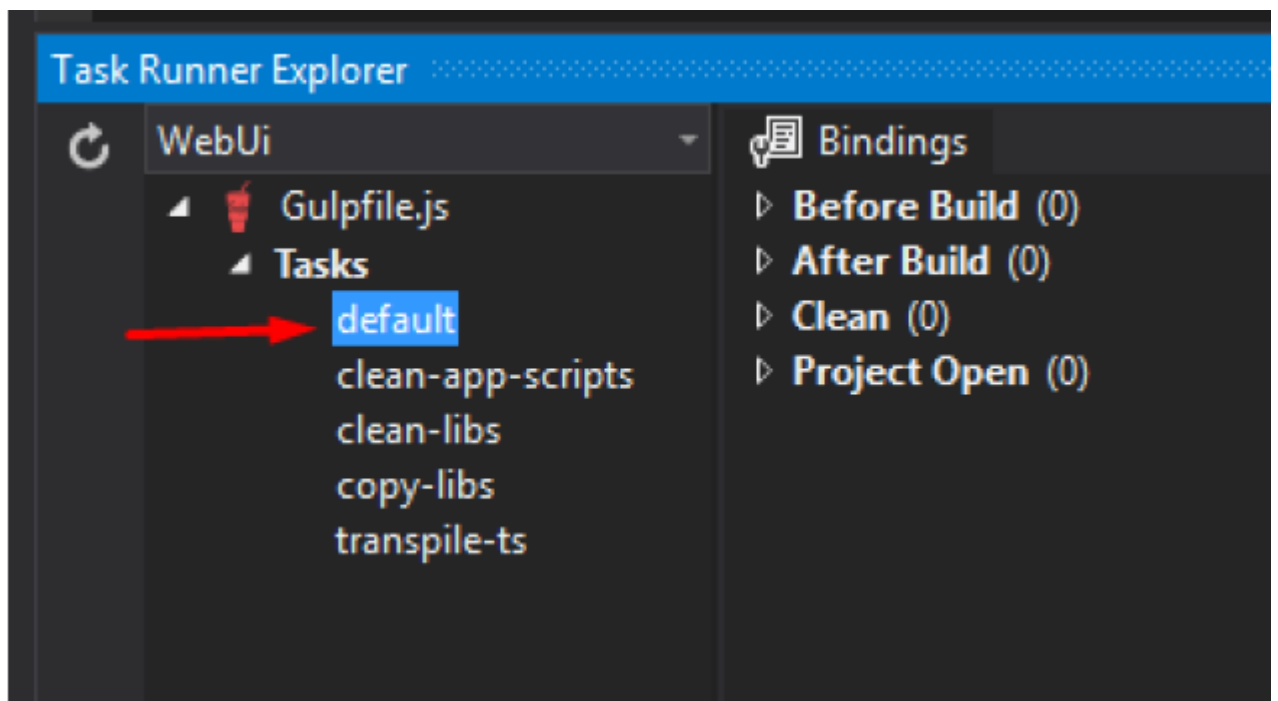 Task Runner Explorer
WebUi
Gulpfile.js
Tasks
default
clean-app-scripts
clean-libs
copy-libs
transpile-ts
Bindings
Before Build (0)
After Build (0)
Clean (0)
Project Open (0)